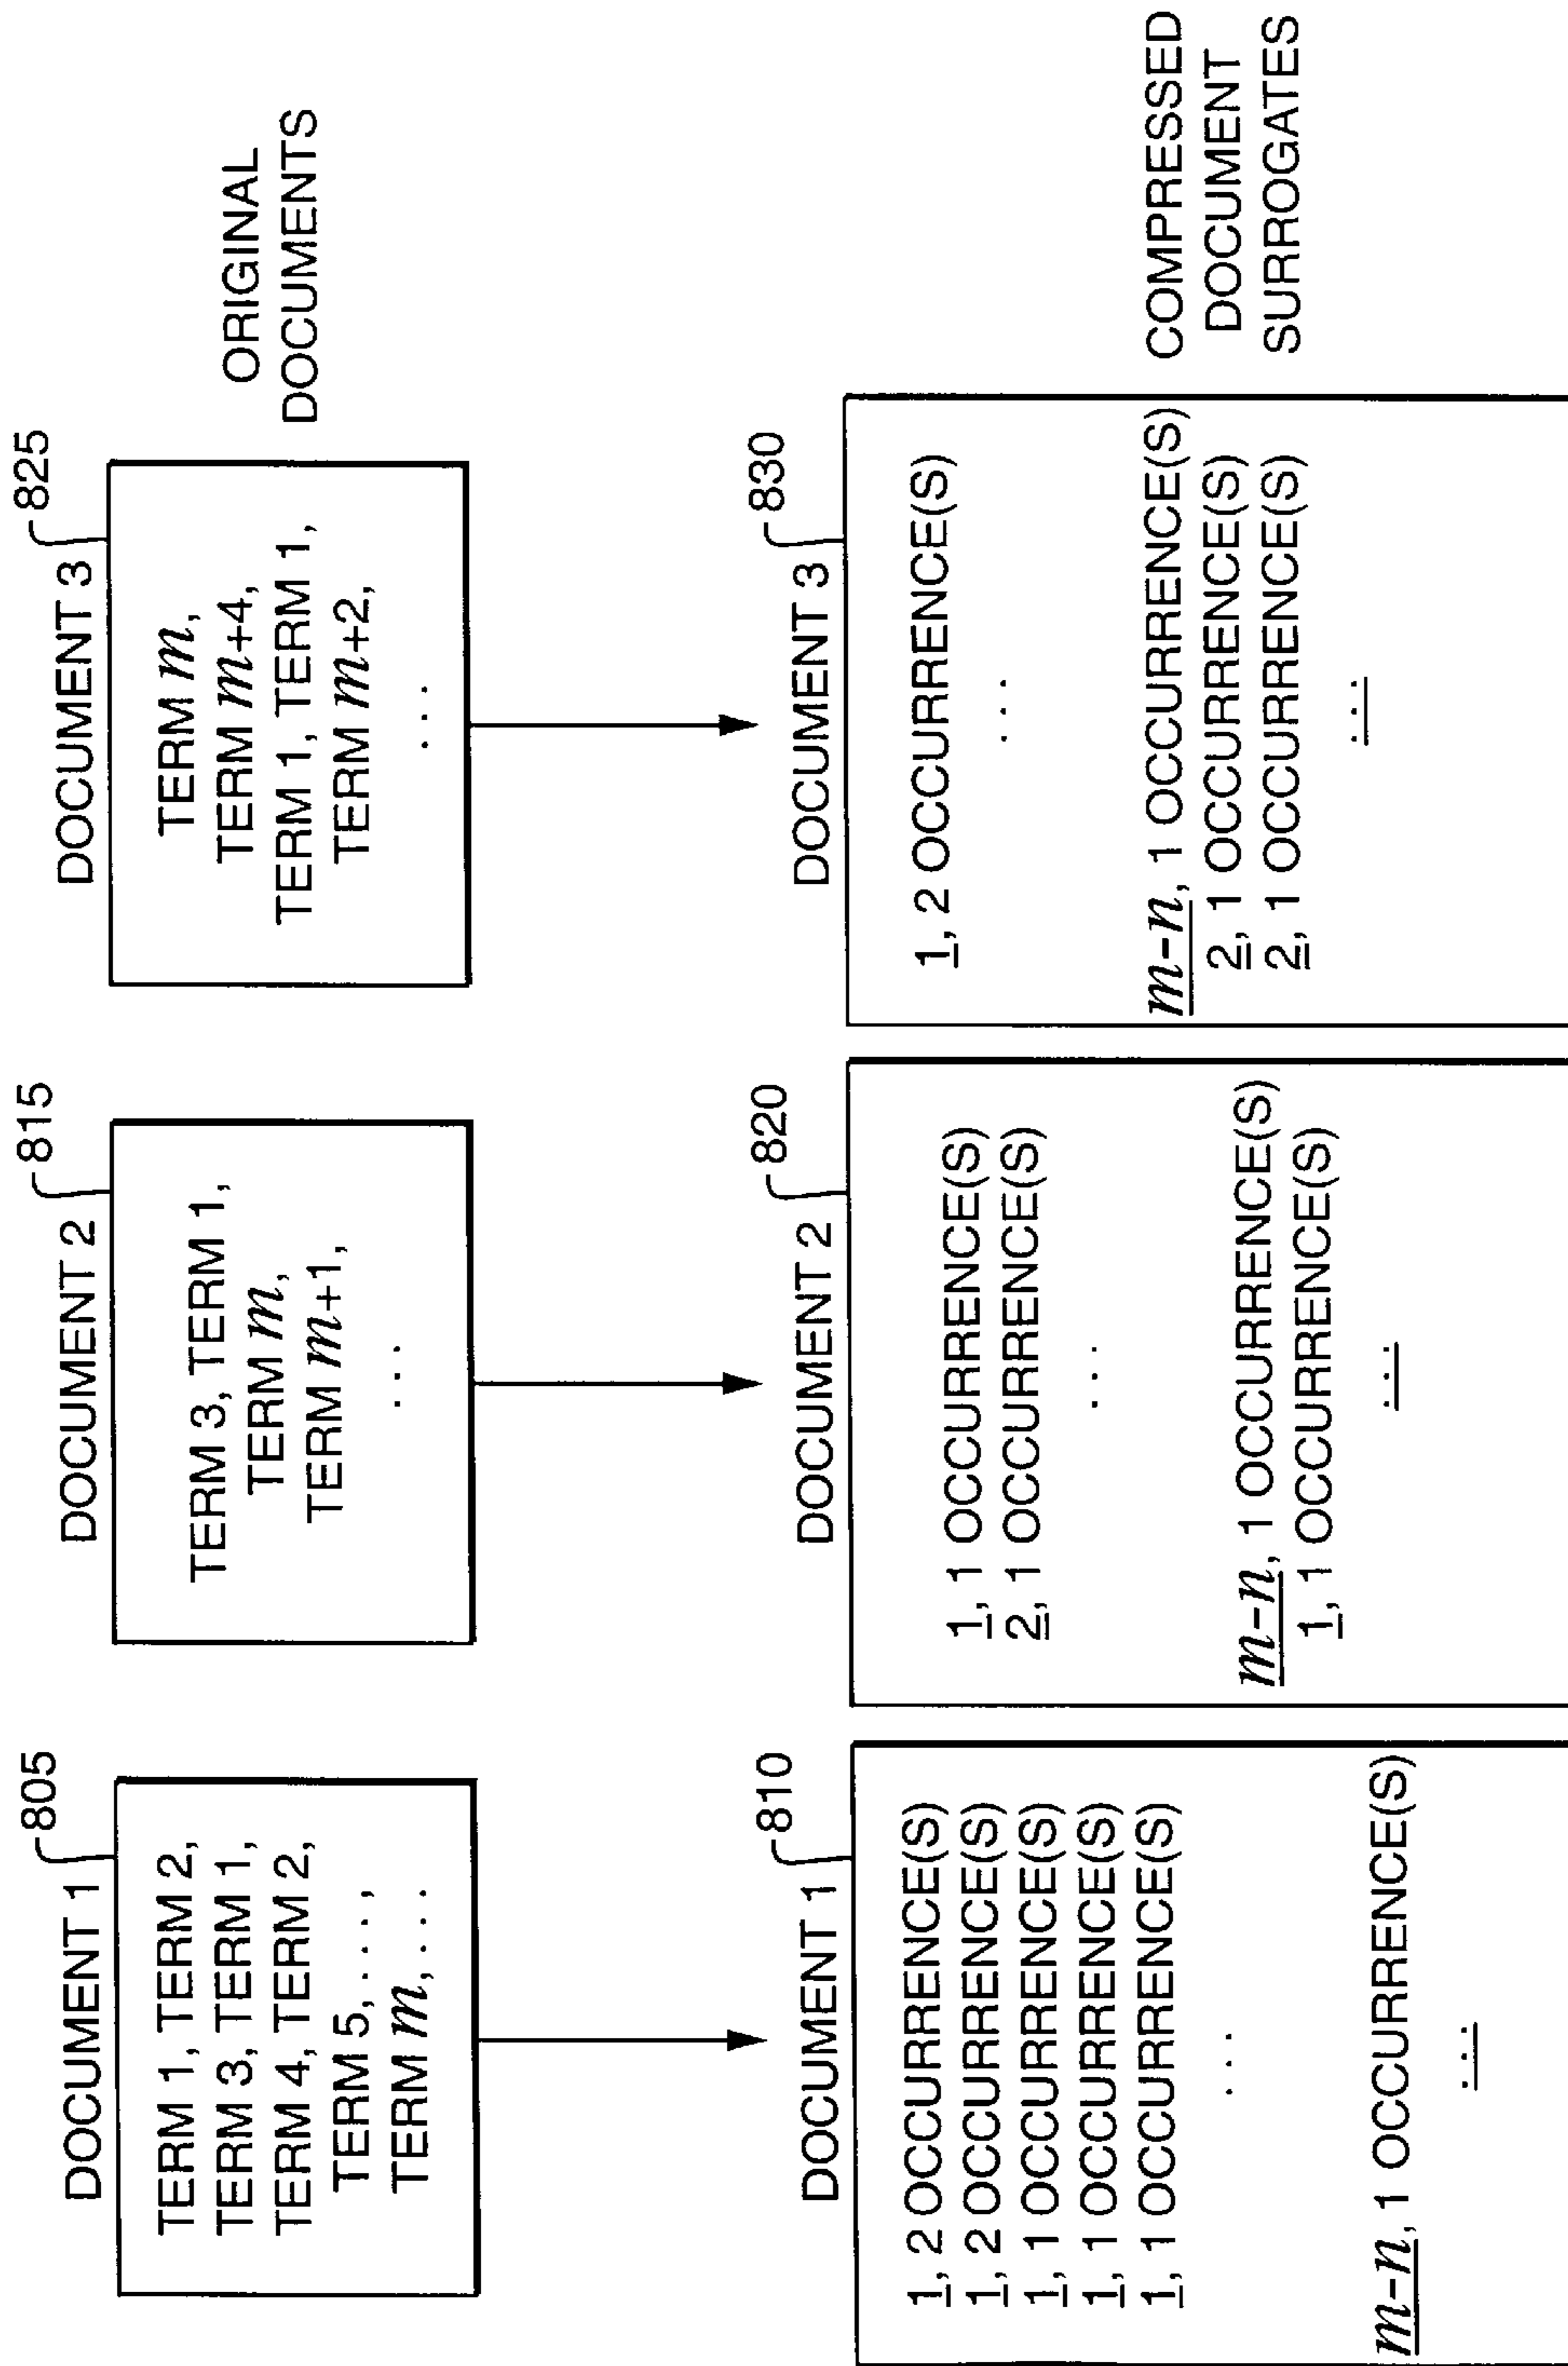 DOCUMENT 1
805
TERM 1, TERM 2,
TERM 3, TERM 1,
TERM 4, TERM 2,
TERM 5, . . . ,
TERM m, . . .
DOCUMENT 2
815
TERM 3, TERM 1,
TERM m,
TERM m+1,
. . .
DOCUMENT 3
825
TERM m,
TERM m+4,
TERM 1, TERM 1,
TERM m+2,
. . .
ORIGINAL
DOCUMENTS
DOCUMENT 1
810
1, 2 OCCURRENCE(S)
1, 2 OCCURRENCE(S)
1, 1 OCCURRENCE(S)
1, 1 OCCURRENCE(S)
1, 1 OCCURRENCE(S)
. . .
m-n, 1 OCCURRENCE(S)
. . .
DOCUMENT 2
820
1, 1 OCCURRENCE(S)
2, 1 OCCURRENCE(S)
. . .
m-n, 1 OCCURRENCE(S)
1, 1 OCCURRENCE(S)
. . .
DOCUMENT 3
830
1, 2 OCCURRENCE(S)
. . .
m-n, 1 OCCURRENCE(S)
2, 1 OCCURRENCE(S)
2, 1 OCCURRENCE(S)
. . .
COMPRESSED
DOCUMENT
SURROGATES